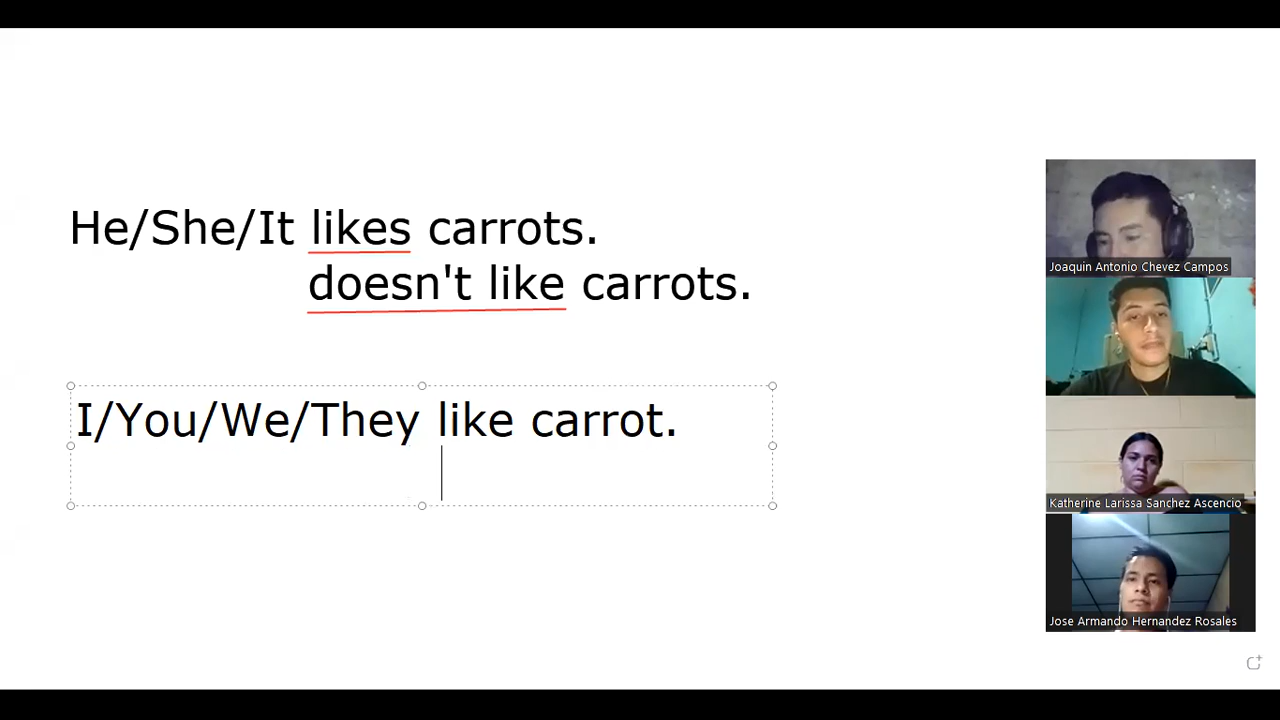 He/She/It likes carrots.
doesn't like carrots.
I/You/We/They like carrot.
Joaquin Antonio Chevez Campos
Katherine Larissa Sanchez Ascencio
Jose Armando Hernandez Rosales